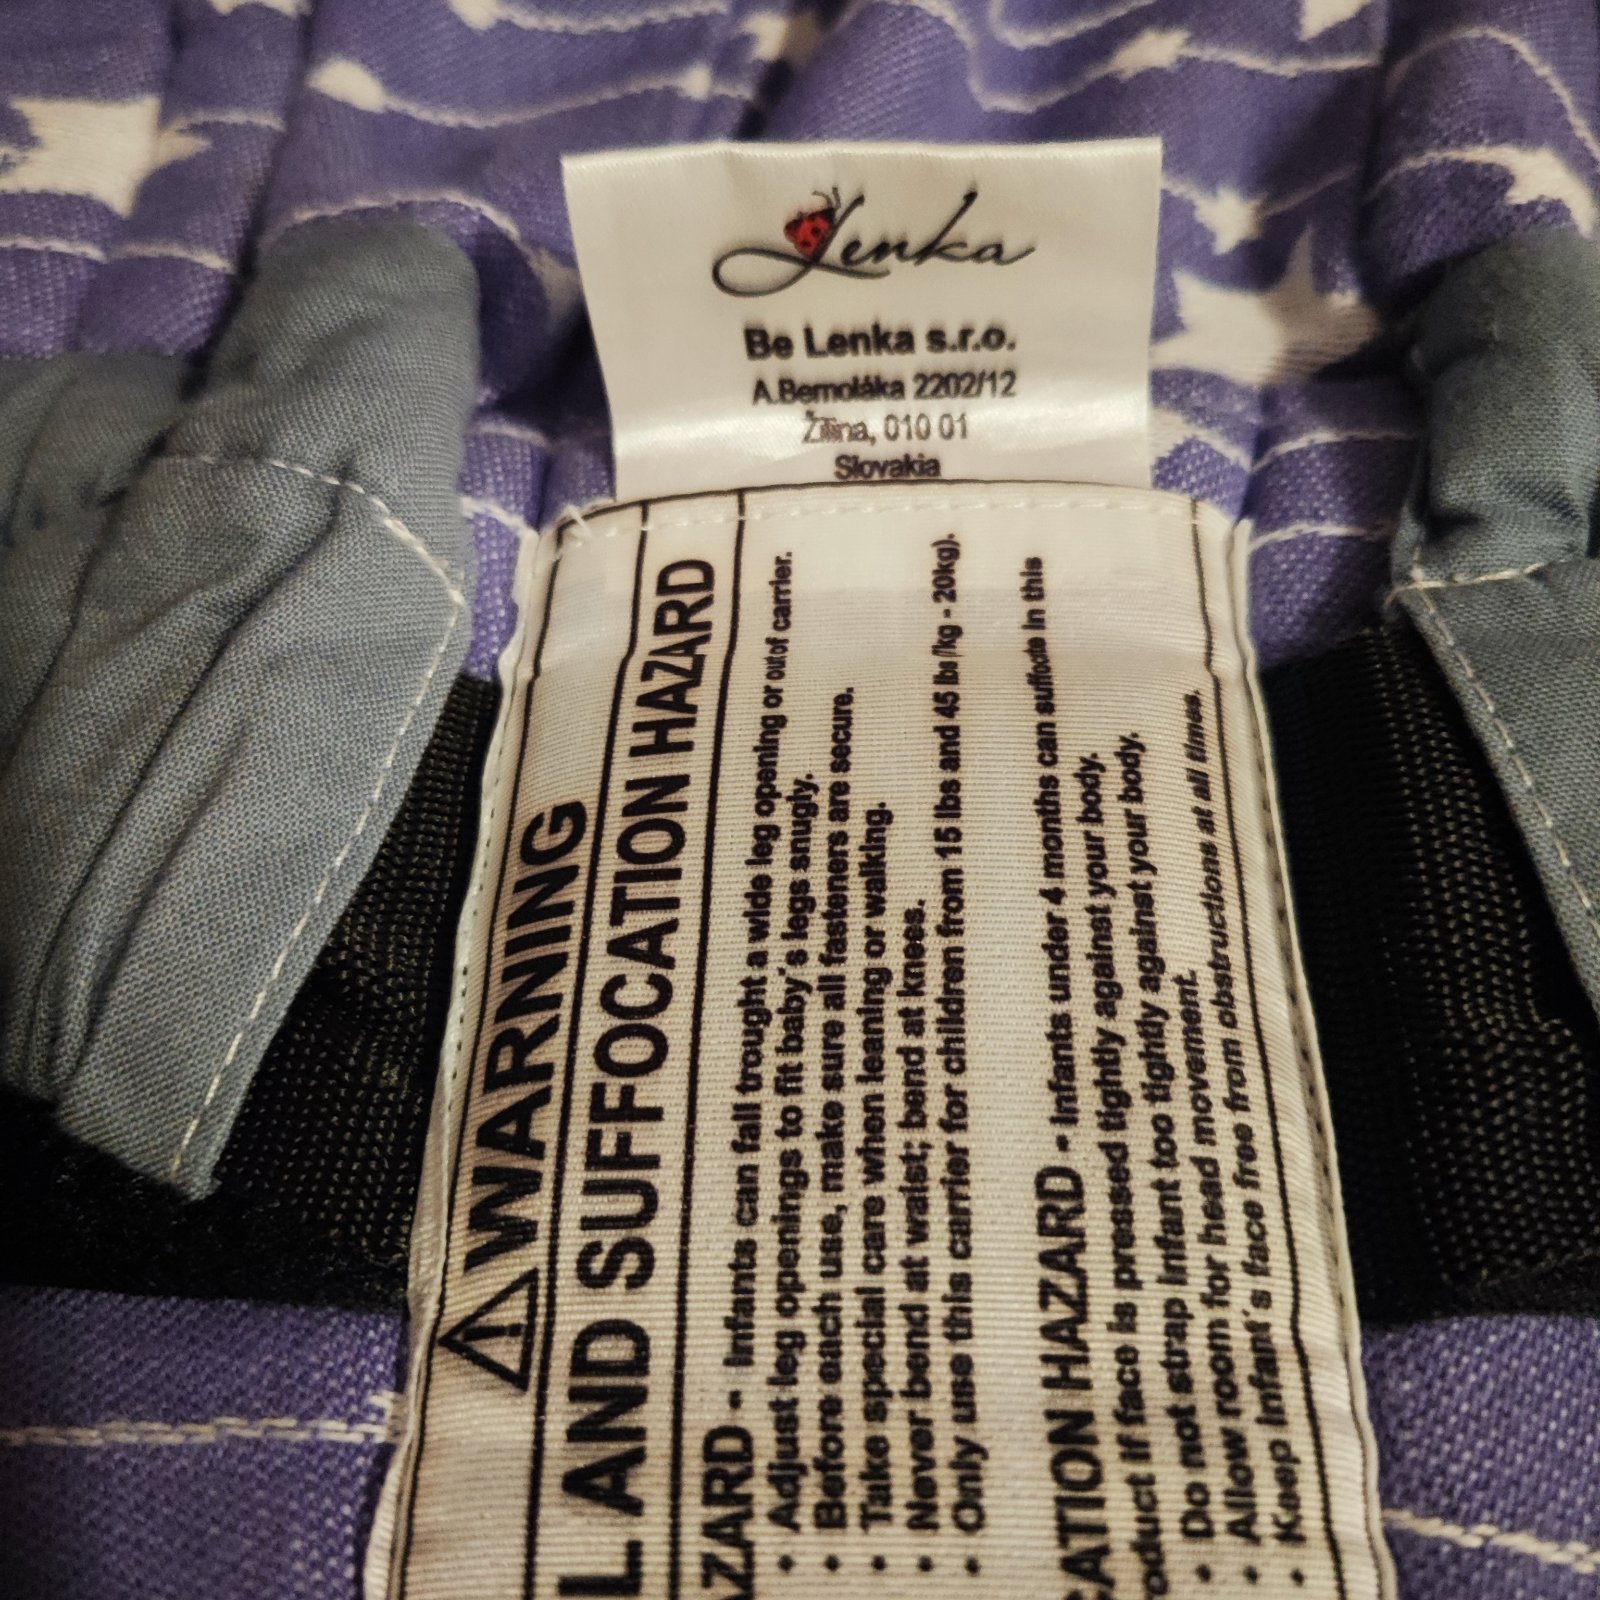 Lenka
Be Lenka s.r.o.
A.Bernoláka 2202/12
Žilina, 010 01
Slovakia
⚠WARNING
L AND SUFFOCATION HAZARD
AZARD - Infants can fall trought a wide leg opening or out of carrier.
• Adjust leg openings to fit baby´s legs snugly.
• Before each use, make sure all fasteners are secure.
• Take special care when leaning or walking.
• Never bend at waist; bend at knees.
• Only use this carrier for children from 15 lbs and 45 lbs (7kg - 20kg).
CATION HAZARD - Infants under 4 months can suffocate in this
roduct if face is pressed tightly against your body.
• Do not strap infant too tightly against your body.
• Allow room for head movement.
• Keep infant´s face free from obstructions at all times.